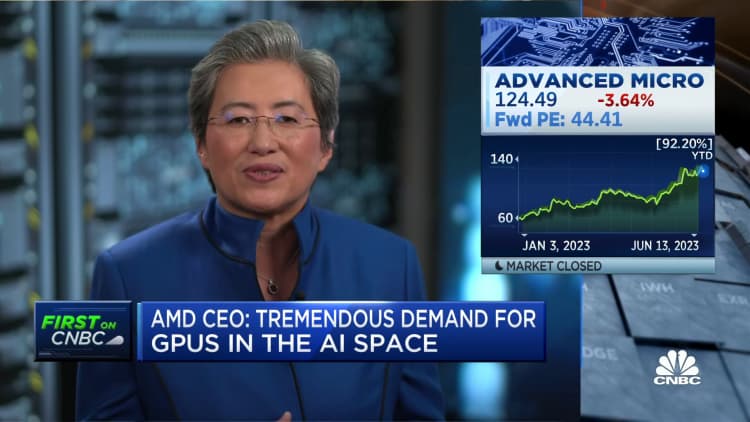 ADVANCED MICRO
124.49 -3.64%
Fwd PE: 44.41
[92.20%]
YTD
140
60
JAN 3, 2023 JUN 13, 2023
MARKET CLOSED
FIRST ON
CNBC
AMD CEO: TREMENDOUS DEMAND FOR
GPUS IN THE AI SPACE
IWH
EDGE
CNBC